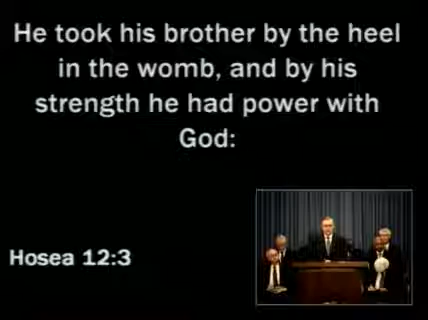 He took his brother by the heel
in the womb, and by his
strength he had power with
God:
Hosea 12:3